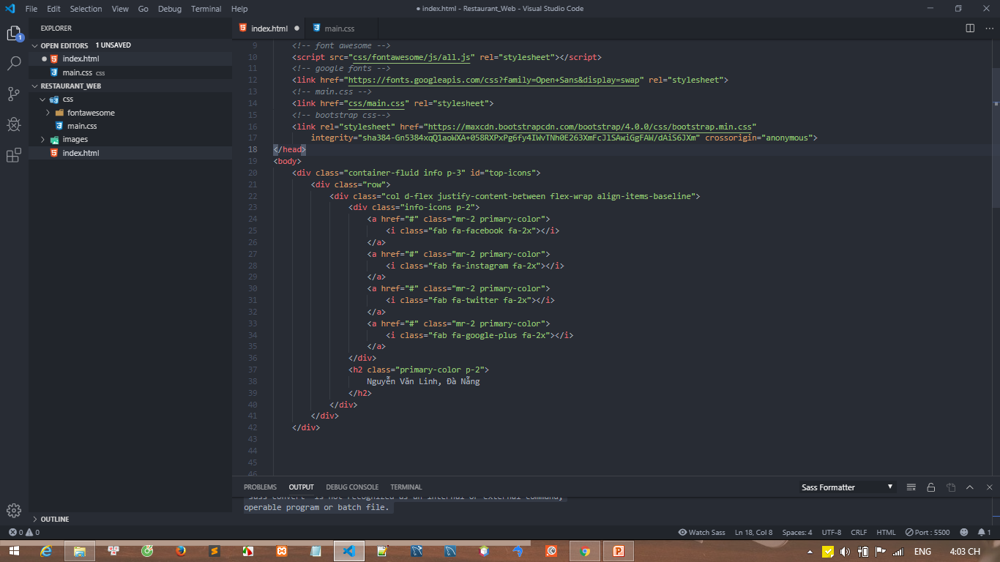 File Edit Selection View Go Debug Terminal Help
● index.html - Restaurant_Web - Visual Studio Code
EXPLORER
OPEN EDITORS 1 UNSAVED
index.html
main.css css
RESTAURANT_WEB
css
fontawesome
main.css
images
index.html
OUTLINE
1
index.html
main.css
9 <!-- font awesome -->
10 <script src="css/fontawesome/js/all.js" rel="stylesheet"></script>
11 <!-- google fonts -->
12 <link href="https://fonts.googleapis.com/css?family=Open+Sans&display=swap" rel="stylesheet">
13 <!-- main.css -->
14 <link href="css/main.css" rel="stylesheet">
15 <!-- bootstrap css-->
16 <link rel="stylesheet" href="https://maxcdn.bootstrapcdn.com/bootstrap/4.0.0/css/bootstrap.min.css"
17 integrity="sha384-Gn5384xqQ1aoWXA+058RXPxPg6fy4IWvTNh0E263XmFcJlSAwiGgFAW/dAiS6JXm" crossorigin="anonymous">
18 </head>
19 <body>
20 <div class="container-fluid info p-3" id="top-icons">
21 <div class="row">
22 <div class="col d-flex justify-content-between flex-wrap align-items-baseline">
23 <div class="info-icons p-2">
24 <a href="#" class="mr-2 primary-color">
25 <i class="fab fa-facebook fa-2x"></i>
26 </a>
27 <a href="#" class="mr-2 primary-color">
28 <i class="fab fa-instagram fa-2x"></i>
29 </a>
30 <a href="#" class="mr-2 primary-color">
31 <i class="fab fa-twitter fa-2x"></i>
32 </a>
33 <a href="#" class="mr-2 primary-color">
34 <i class="fab fa-google-plus fa-2x"></i>
35 </a>
36 </div>
37 <h2 class="primary-color p-2">
38 Nguyễn Văn Linh, Đà Nẵng
39 </h2>
40 </div>
41 </div>
42 </div>
43
44
45
46
PROBLEMS OUTPUT DEBUG CONSOLE TERMINAL
Sass Formatter
'sass-convert' is not recognized as an internal or external command,
operable program or batch file.
0 0
Watch Sass Ln 18, Col 8 Spaces: 4 UTF-8 CRLF HTML Port : 5500 1
ENG 4:03 CH